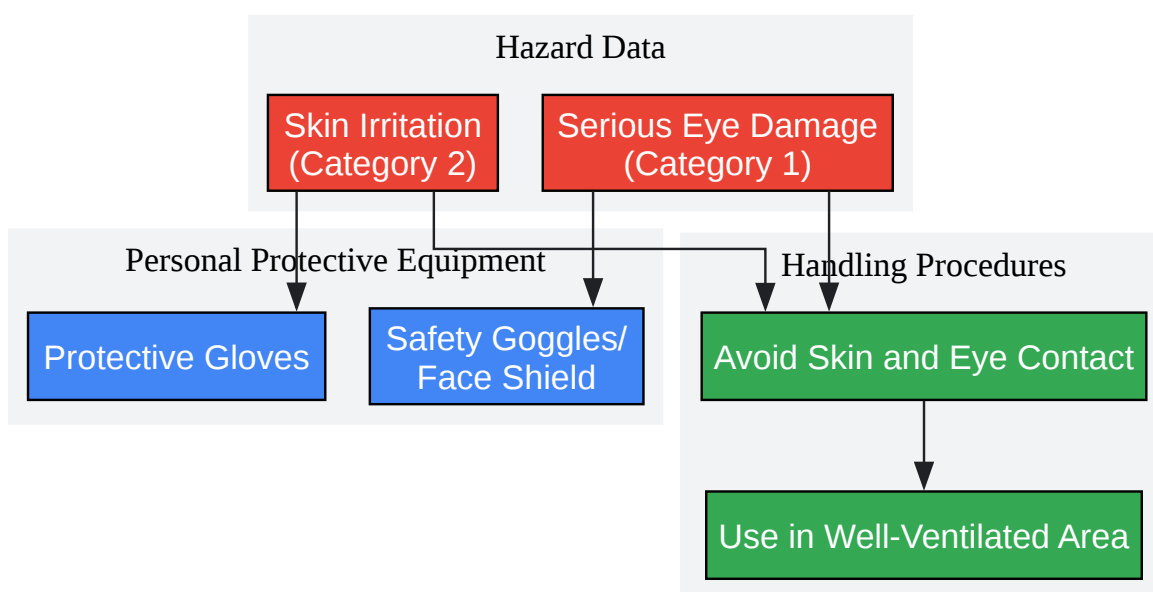 Hazard Data
Skin Irritation
(Category 2)
Serious Eye Damage
(Category 1)
Personal Protective Equipment
Protective Gloves
Safety Goggles/
Face Shield
Handling Procedures
Avoid Skin and Eye Contact
Use in Well-Ventilated Area